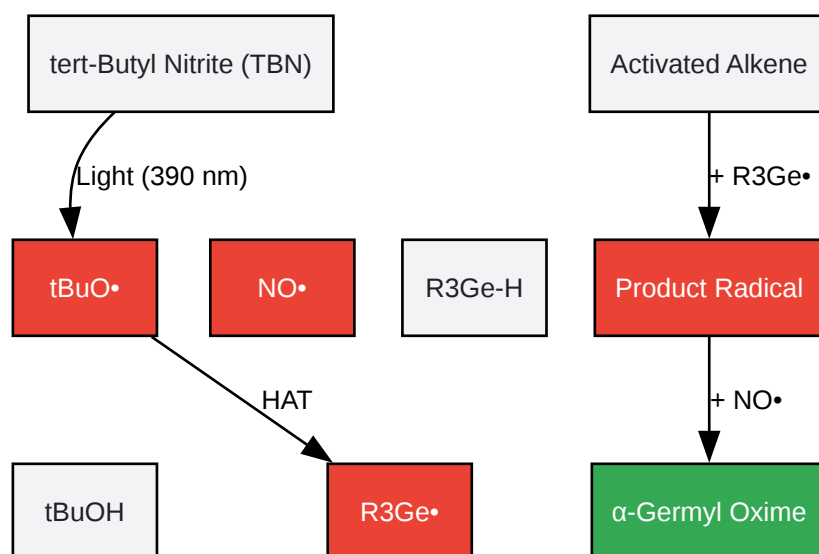 tert-Butyl Nitrite (TBN)
Activated Alkene
Light (390 nm)
+ R3Ge•
tBuO•
NO•
R3Ge-H
Product Radical
HAT
+ NO•
tBuOH
R3Ge•
α-Germyl Oxime